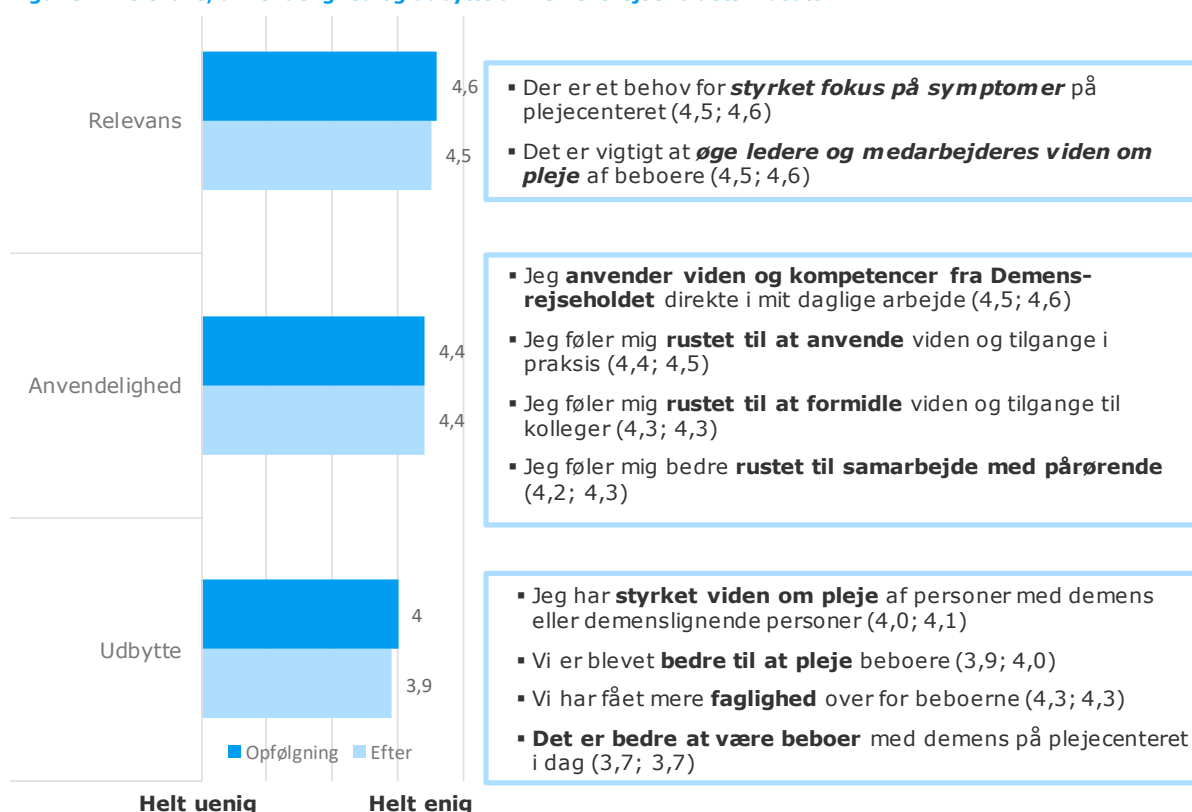 Relevans
4,6
4,5
▪ Der er et behov for styrket fokus på symptomer på
plejecenteret (4,5; 4,6)
▪ Det er vigtigt at øge ledere og medarbejderes viden om
pleje af beboere (4,5; 4,6)
Anvendelighed
4,4
4,4
▪ Jeg anvender viden og kompetencer fra Demens-
rejseholdet direkte i mit daglige arbejde (4,5; 4,6)
▪ Jeg føler mig rustet til at anvende viden og tilgange i
praksis (4,4; 4,5)
▪ Jeg føler mig rustet til at formidle viden og tilgange til
kolleger (4,3; 4,3)
▪ Jeg føler mig bedre rustet til samarbejde med pårørende
(4,2; 4,3)
Udbytte
4
3,9
▪ Jeg har styrket viden om pleje af personer med demens
eller demenslignende personer (4,0; 4,1)
▪ Vi er blevet bedre til at pleje beboere (3,9; 4,0)
▪ Vi har fået mere faglighed over for beboerne (4,3; 4,3)
▪ Det er bedre at være beboer med demens på plejecenteret
i dag (3,7; 3,7)
Opfølgning Efter
Helt uenig Helt enig